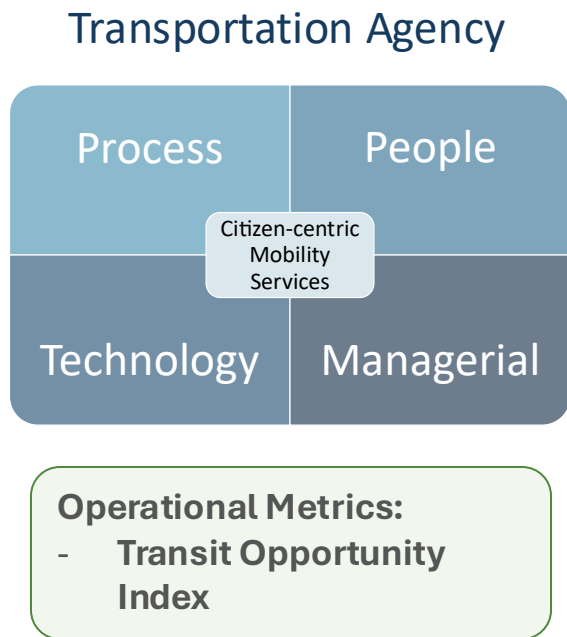 Transportation Agency
Process
People
Citizen-centric
Mobility
Services
Technology
Managerial
Operational Metrics:
- Transit Opportunity
Index